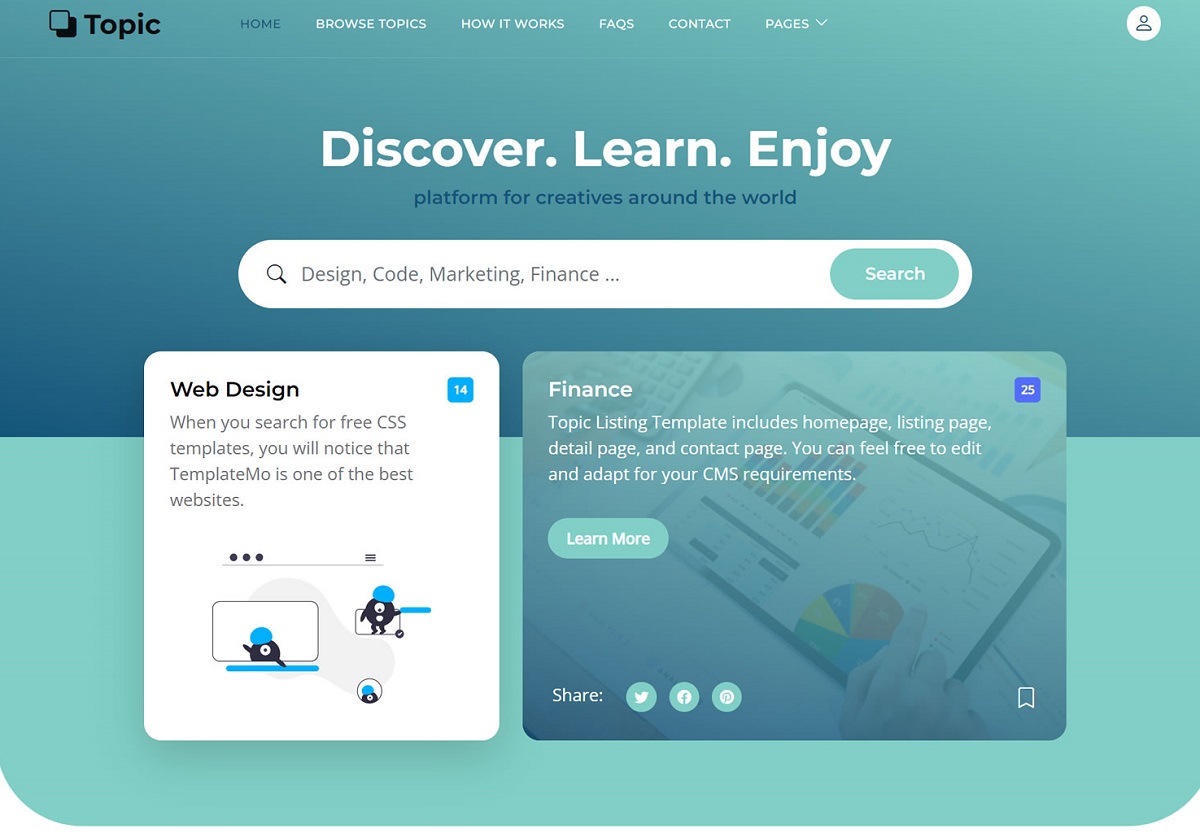 Topic
HOME
BROWSE TOPICS
HOW IT WORKS
FAQS
CONTACT
PAGES
Discover. Learn. Enjoy
platform for creatives around the world
Design, Code, Marketing, Finance ...
Search
Web Design
14
When you search for free CSS
templates, you will notice that
TemplateMo is one of the best
websites.
Finance
25
Topic Listing Template includes homepage, listing page,
detail page, and contact page. You can feel free to edit
and adapt for your CMS requirements.
Learn More
Share: